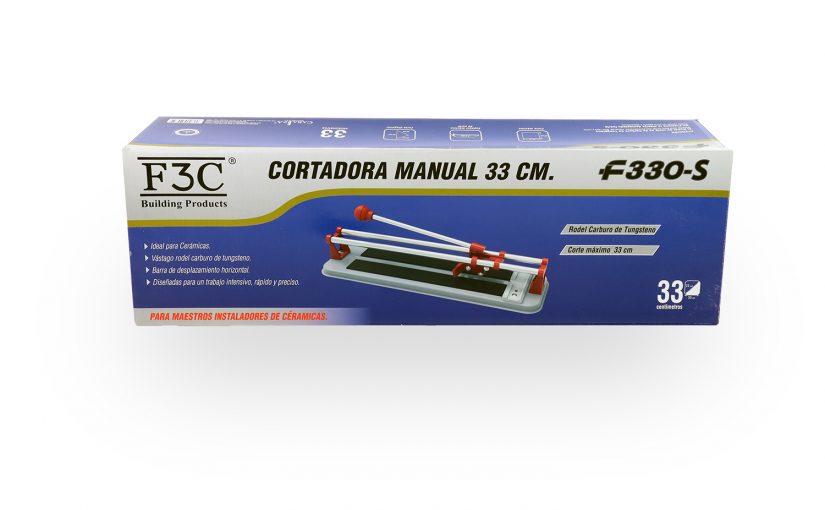 33
F3C®
Building Products
CORTADORA MANUAL 33 CM.
F330-S
Ideal para Cerámicas.
Vástago rodel carburo de tungsteno.
Barra de desplazamiento horizontal.
Diseñadas para un trabajo intensivo, rápido y preciso.
Rodel Carburo de Tungsteno
Corte máximo 33 cm
33
centímetros
PARA MAESTROS INSTALADORES DE CÉRAMICAS.